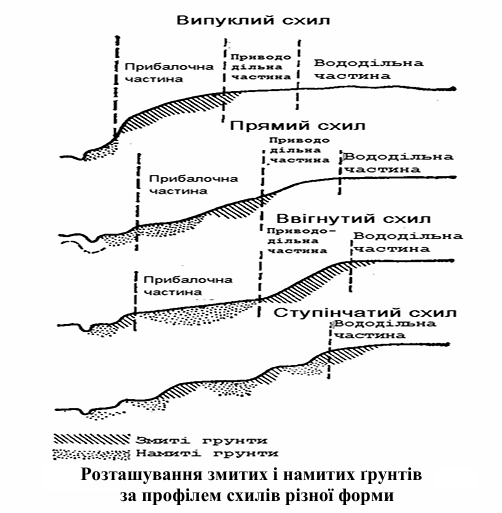 Випуклий схил
Прибалочна
частина
Приводо
дільна
частина
Вододільна
частина
Прямий схил
Прибалочна
частина
Приводо
дільна
частина
Вододільна
частина
Ввігнутий схил
Прибалочна
частина
Приводо-
дільна
частина
Вододільна
частина
Ступінчатий схил
Вододільна
частина
Змиті грунти
Намиті грунти
Розташування змитих і намитих ґрунтів
за профілем схилів різної форми